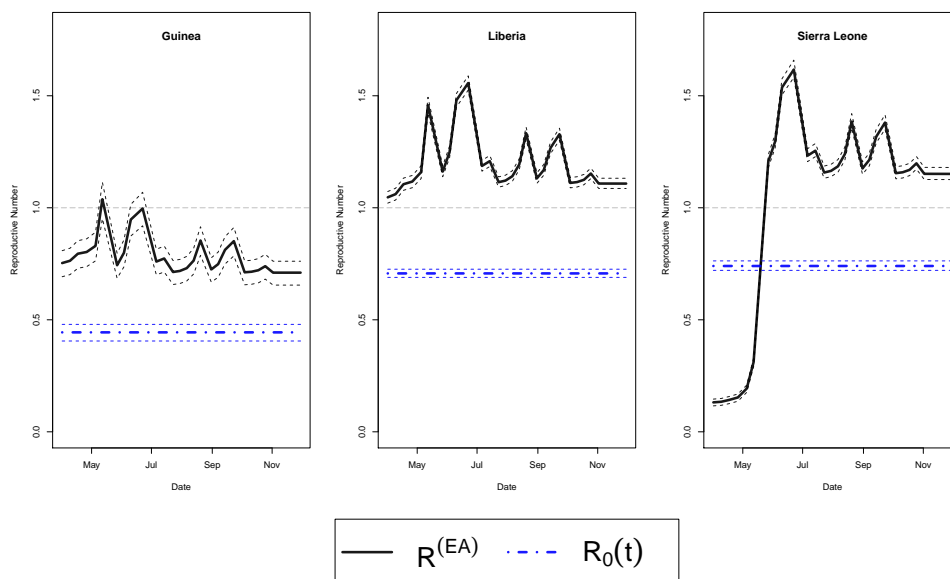 Guinea
Reproductive Number
0.0
0.5
1.0
1.5
May
Jul
Sep
Nov
Date
Liberia
Reproductive Number
0.0
0.5
1.0
1.5
May
Jul
Sep
Nov
Date
Sierra Leone
Reproductive Number
0.0
0.5
1.0
1.5
May
Jul
Sep
Nov
Date
R^(EA) R₀(t)